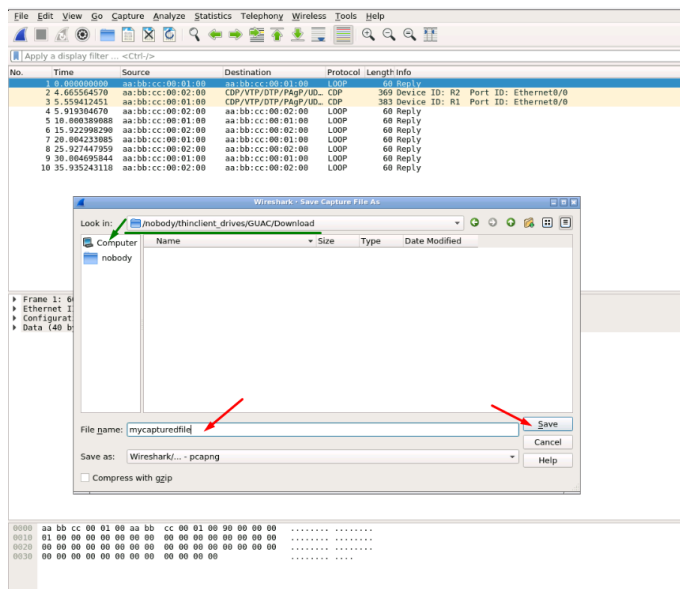 File Edit View Go Capture Analyze Statistics Telephony Wireless Tools Help
Apply a display filter ... <Ctrl-/>
No. Time Source Destination Protocol Length Info
1 0.000000000 aa:bb:cc:00:01:00 aa:bb:cc:00:01:00 LOOP 60 Reply
2 4.665564570 aa:bb:cc:00:02:00 CDP/VTP/DTP/PAgP/UD… CDP 369 Device ID: R2 Port ID: Ethernet0/0
3 5.559412451 aa:bb:cc:00:01:00 CDP/VTP/DTP/PAgP/UD… CDP 383 Device ID: R1 Port ID: Ethernet0/0
4 5.919304670 aa:bb:cc:00:02:00 aa:bb:cc:00:02:00 LOOP 60 Reply
5 10.000389088 aa:bb:cc:00:01:00 aa:bb:cc:00:01:00 LOOP 60 Reply
6 15.922998290 aa:bb:cc:00:02:00 aa:bb:cc:00:02:00 LOOP 60 Reply
7 20.004233085 aa:bb:cc:00:01:00 aa:bb:cc:00:01:00 LOOP 60 Reply
8 25.927447959 aa:bb:cc:00:02:00 aa:bb:cc:00:02:00 LOOP 60 Reply
9 30.004695844 aa:bb:cc:00:01:00 aa:bb:cc:00:01:00 LOOP 60 Reply
10 35.935243118 aa:bb:cc:00:02:00 aa:bb:cc:00:02:00 LOOP 60 Reply
Wireshark - Save Capture File As
Look in: /nobody/thinclient_drives/GUAC/Download
Computer
nobody
Name Size Type Date Modified
Frame 1: 6
Ethernet I
Configurat
Data (40 b
File name: mycapturedfile
Save
Cancel
Save as: Wireshark/... - pcapng
Help
Compress with gzip
0000 aa bb cc 00 01 00 aa bb cc 00 01 00 90 00 00 00 ........ ........
0010 01 00 00 00 00 00 00 00 00 00 00 00 00 00 00 00 ........ ........
0020 00 00 00 00 00 00 00 00 00 00 00 00 00 00 00 00 ........ ........
0030 00 00 00 00 00 00 00 00 00 00 00 00 ........ ....